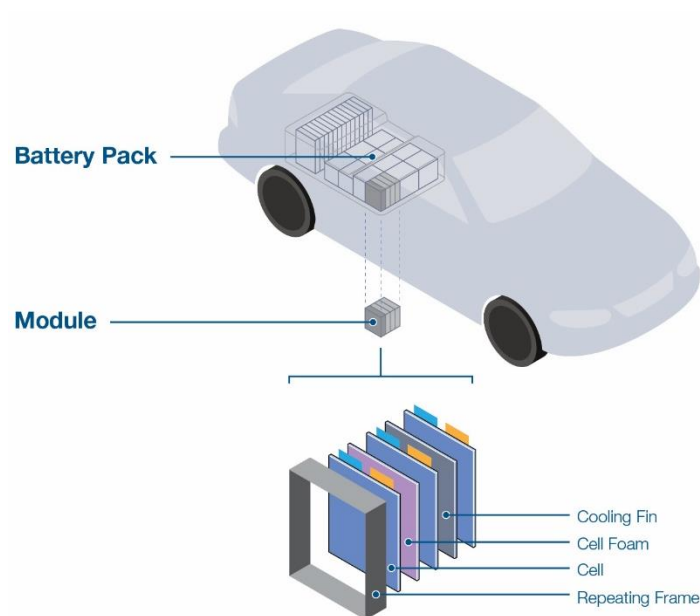 Battery Pack
Module
Cooling Fin
Cell Foam
Cell
Repeating Frame